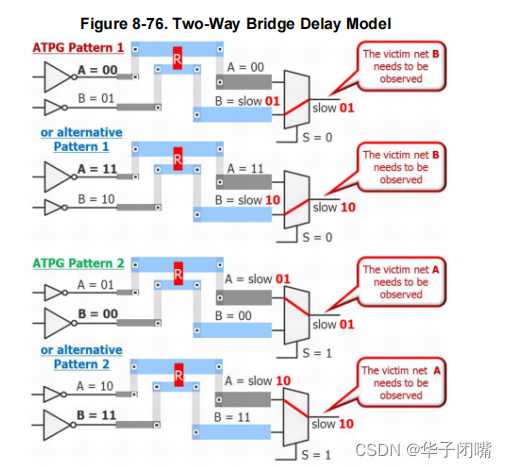 Figure 8-76. Two-Way Bridge Delay Model
ATPG Pattern 1
A = 00
B = 01
R
A = 00
B = slow 01
S = 0
slow 01
The victim net B
needs to be
observed
or alternative
Pattern 1
A = 11
B = 10
R
A = 11
B = slow 10
S = 0
slow 10
The victim net B
needs to be
observed
ATPG Pattern 2
A = 01
B = 00
R
A = slow 01
B = 00
S = 1
slow 01
The victim net A
needs to be
observed
or alternative
Pattern 2
A = 10
B = 11
R
A = slow 10
B = 11
S = 1
slow 10
The victim net A
needs to be
observed
CSDN @华子闭嘴